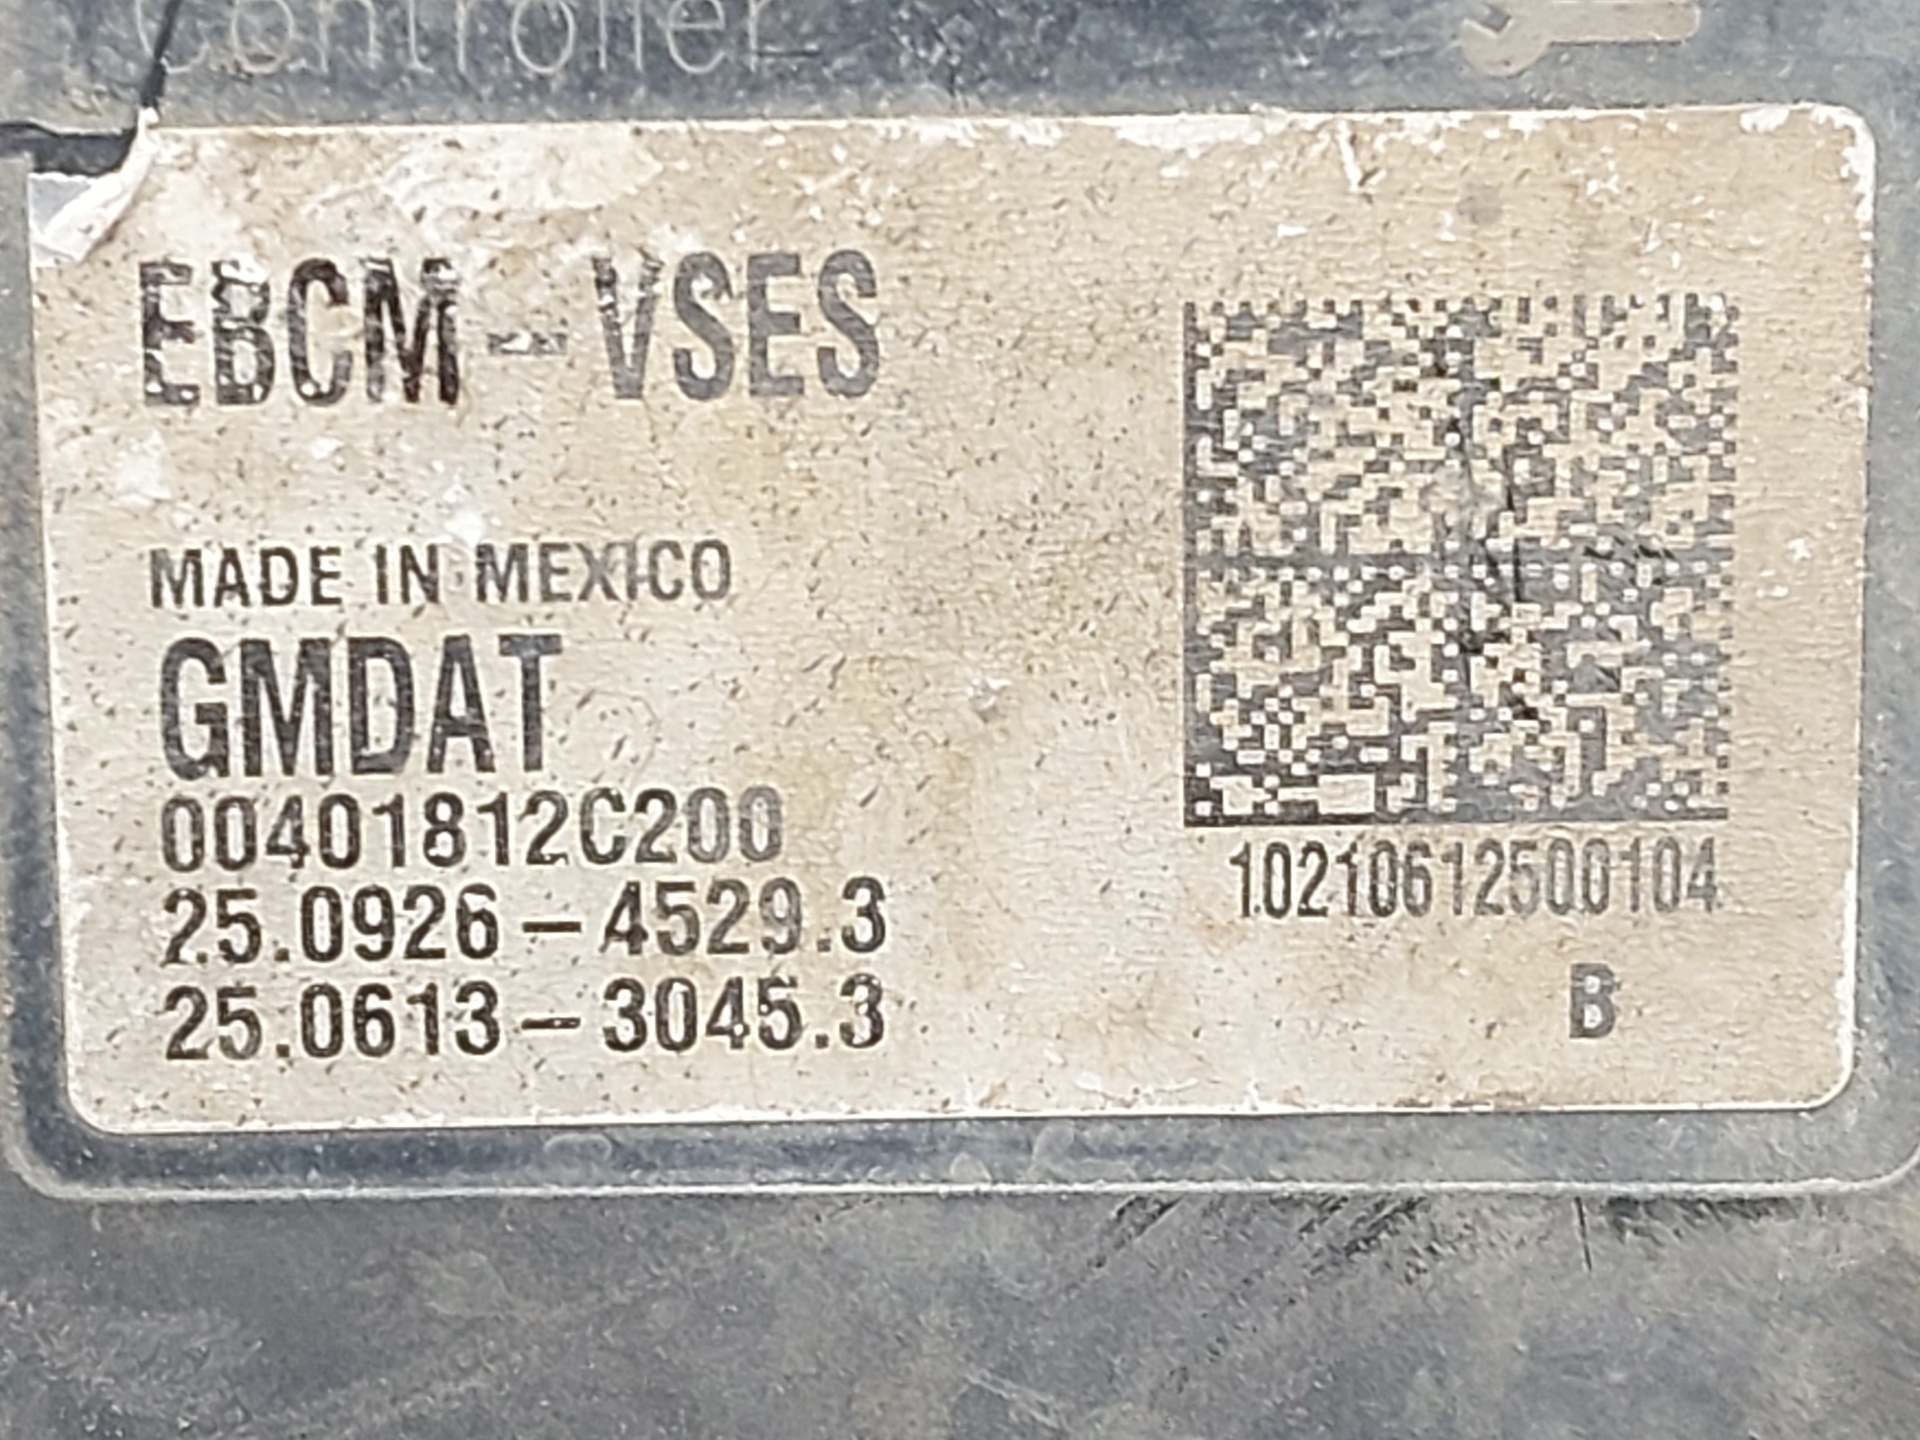 Controller
EBCM-VSES
MADE IN MEXICO
GMDAT
00401812C200
25.0926-4529.3
25.0613-3045.3
10210612500104
B